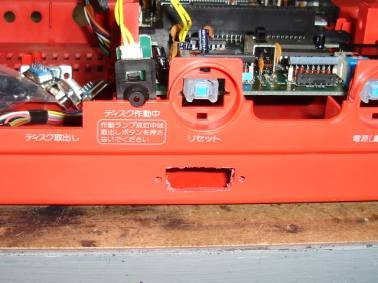 ディスク作動中
作動ランプ点灯中は
取出しボタンを押さ
ないでください
ディスク取出し
リセット
電源